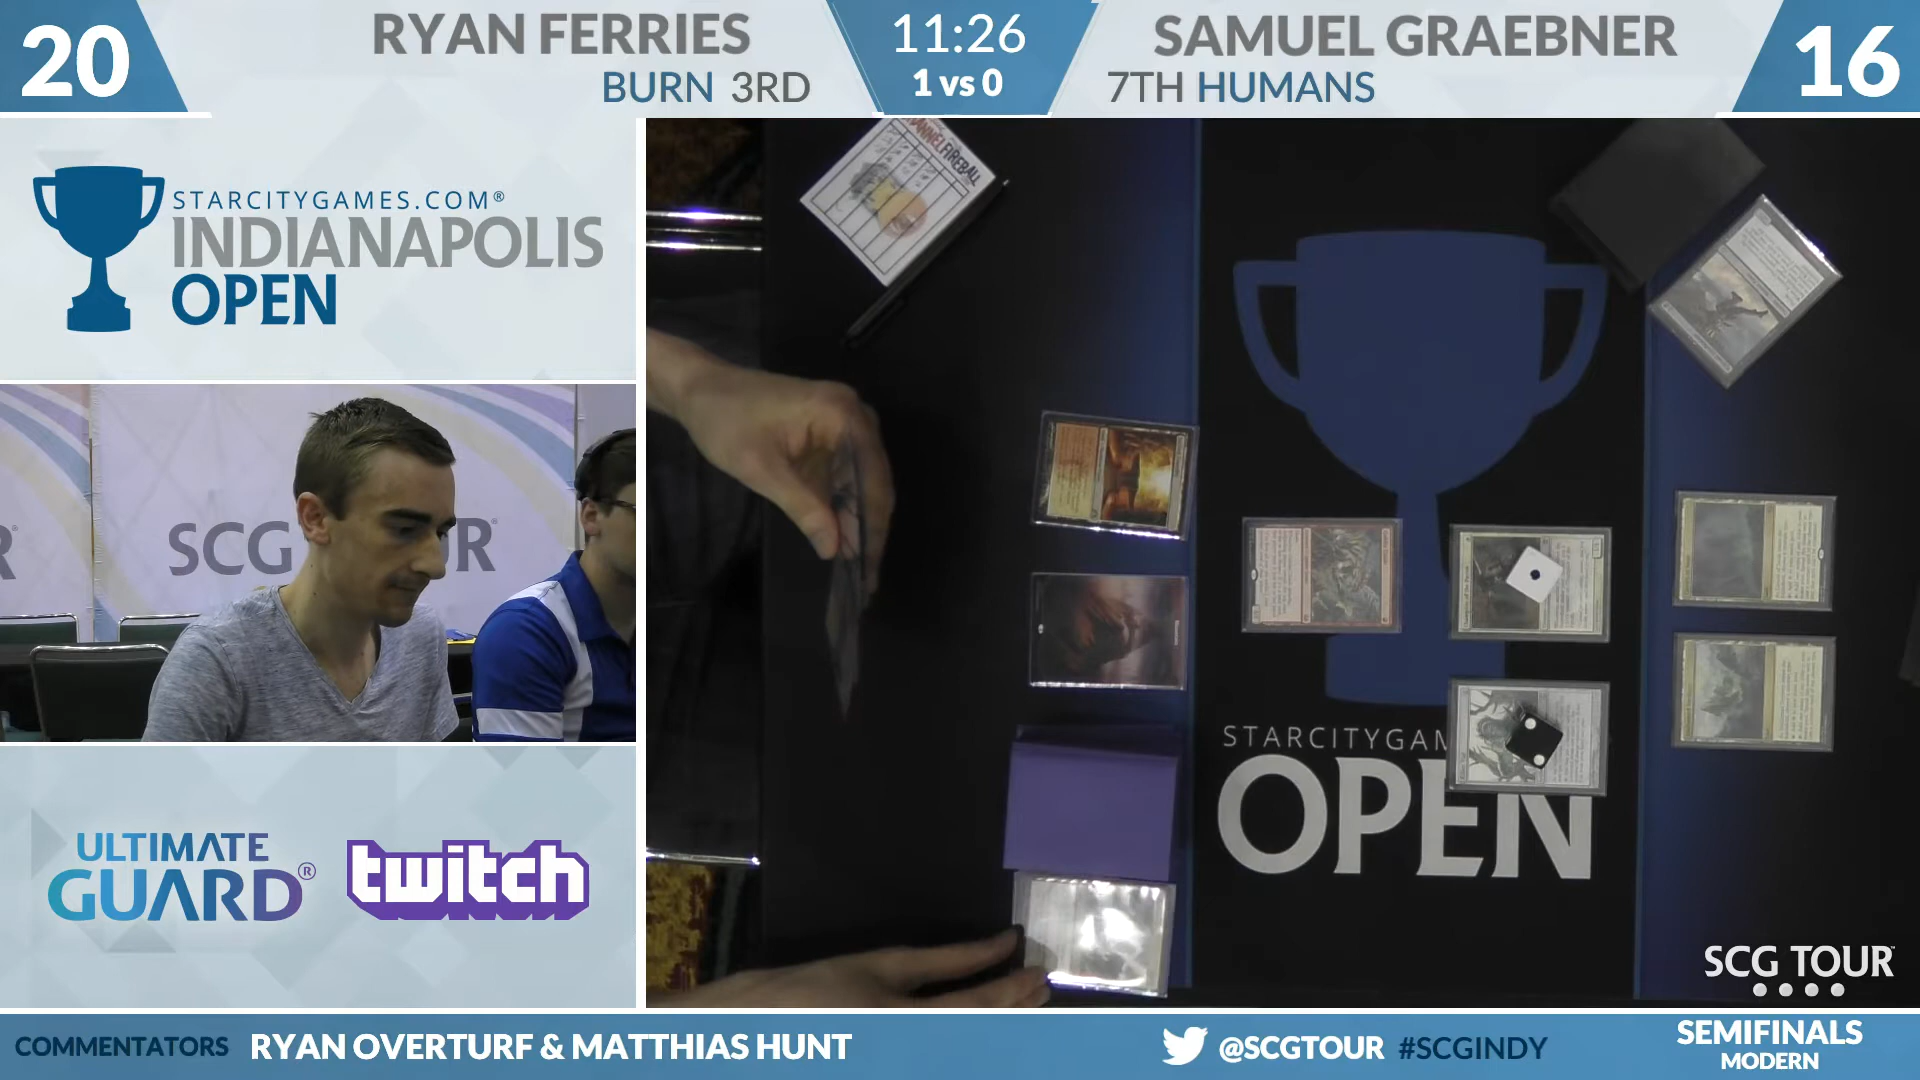 20
RYAN FERRIES
BURN 3RD
11:26
1 vs 0
SAMUEL GRAEBNER
7TH HUMANS
16
STARCITYGAMES.COM®
INDIANAPOLIS
OPEN
SCG
R
ULTIMATE
GUARD®
twitch
FIREBALL
STARCITYGAM
OPEN
SCG TOUR
COMMENTATORS RYAN OVERTURF & MATTHIAS HUNT
@SCGTOUR #SCGINDY
SEMIFINALS
MODERN